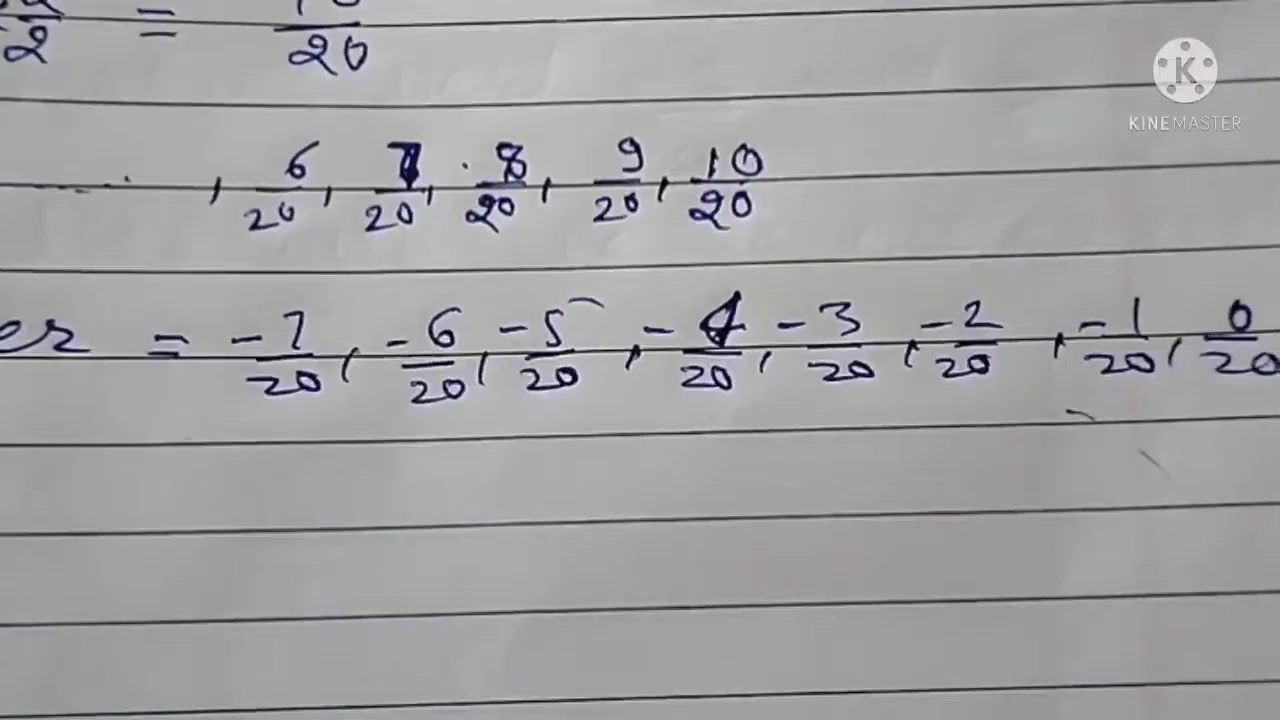 2 = 20
KINEMASTER
, 6/20, 7/20, 8/20, 9/20, 10/20
= -7/20, -6/20, -5/20, -4/20, -3/20, -2/20, -1/20, 0/20